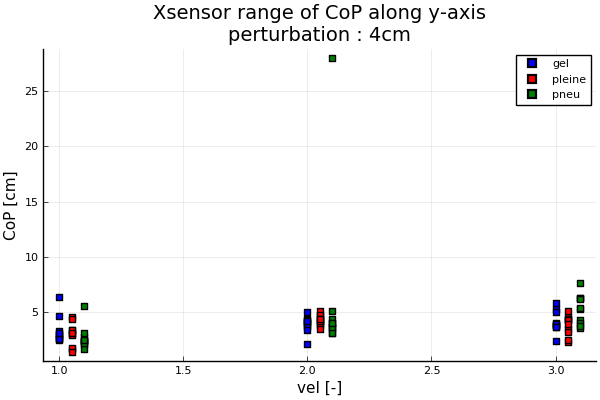 Xsensor range of CoP along y-axis
perturbation : 4cm
gel
pleine
pneu
CoP [cm]
25
20
15
10
5
1.0 1.5 2.0 2.5 3.0
vel [-]